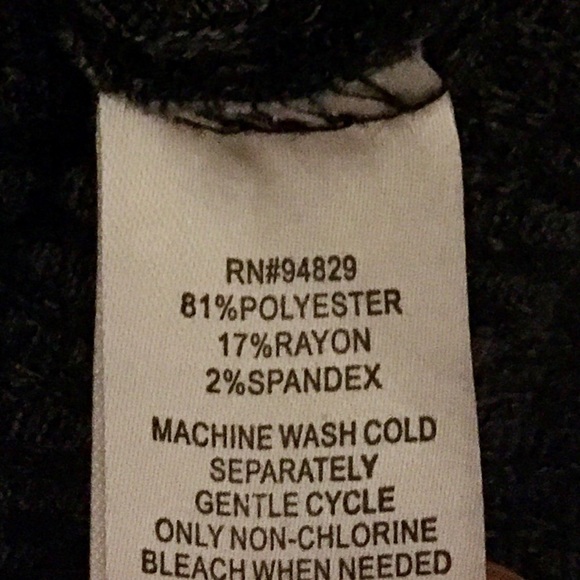 RN#94829
81%POLYESTER
17%RAYON
2%SPANDEX
MACHINE WASH COLD
SEPARATELY
GENTLE CYCLE
ONLY NON-CHLORINE
BLEACH WHEN NEEDED